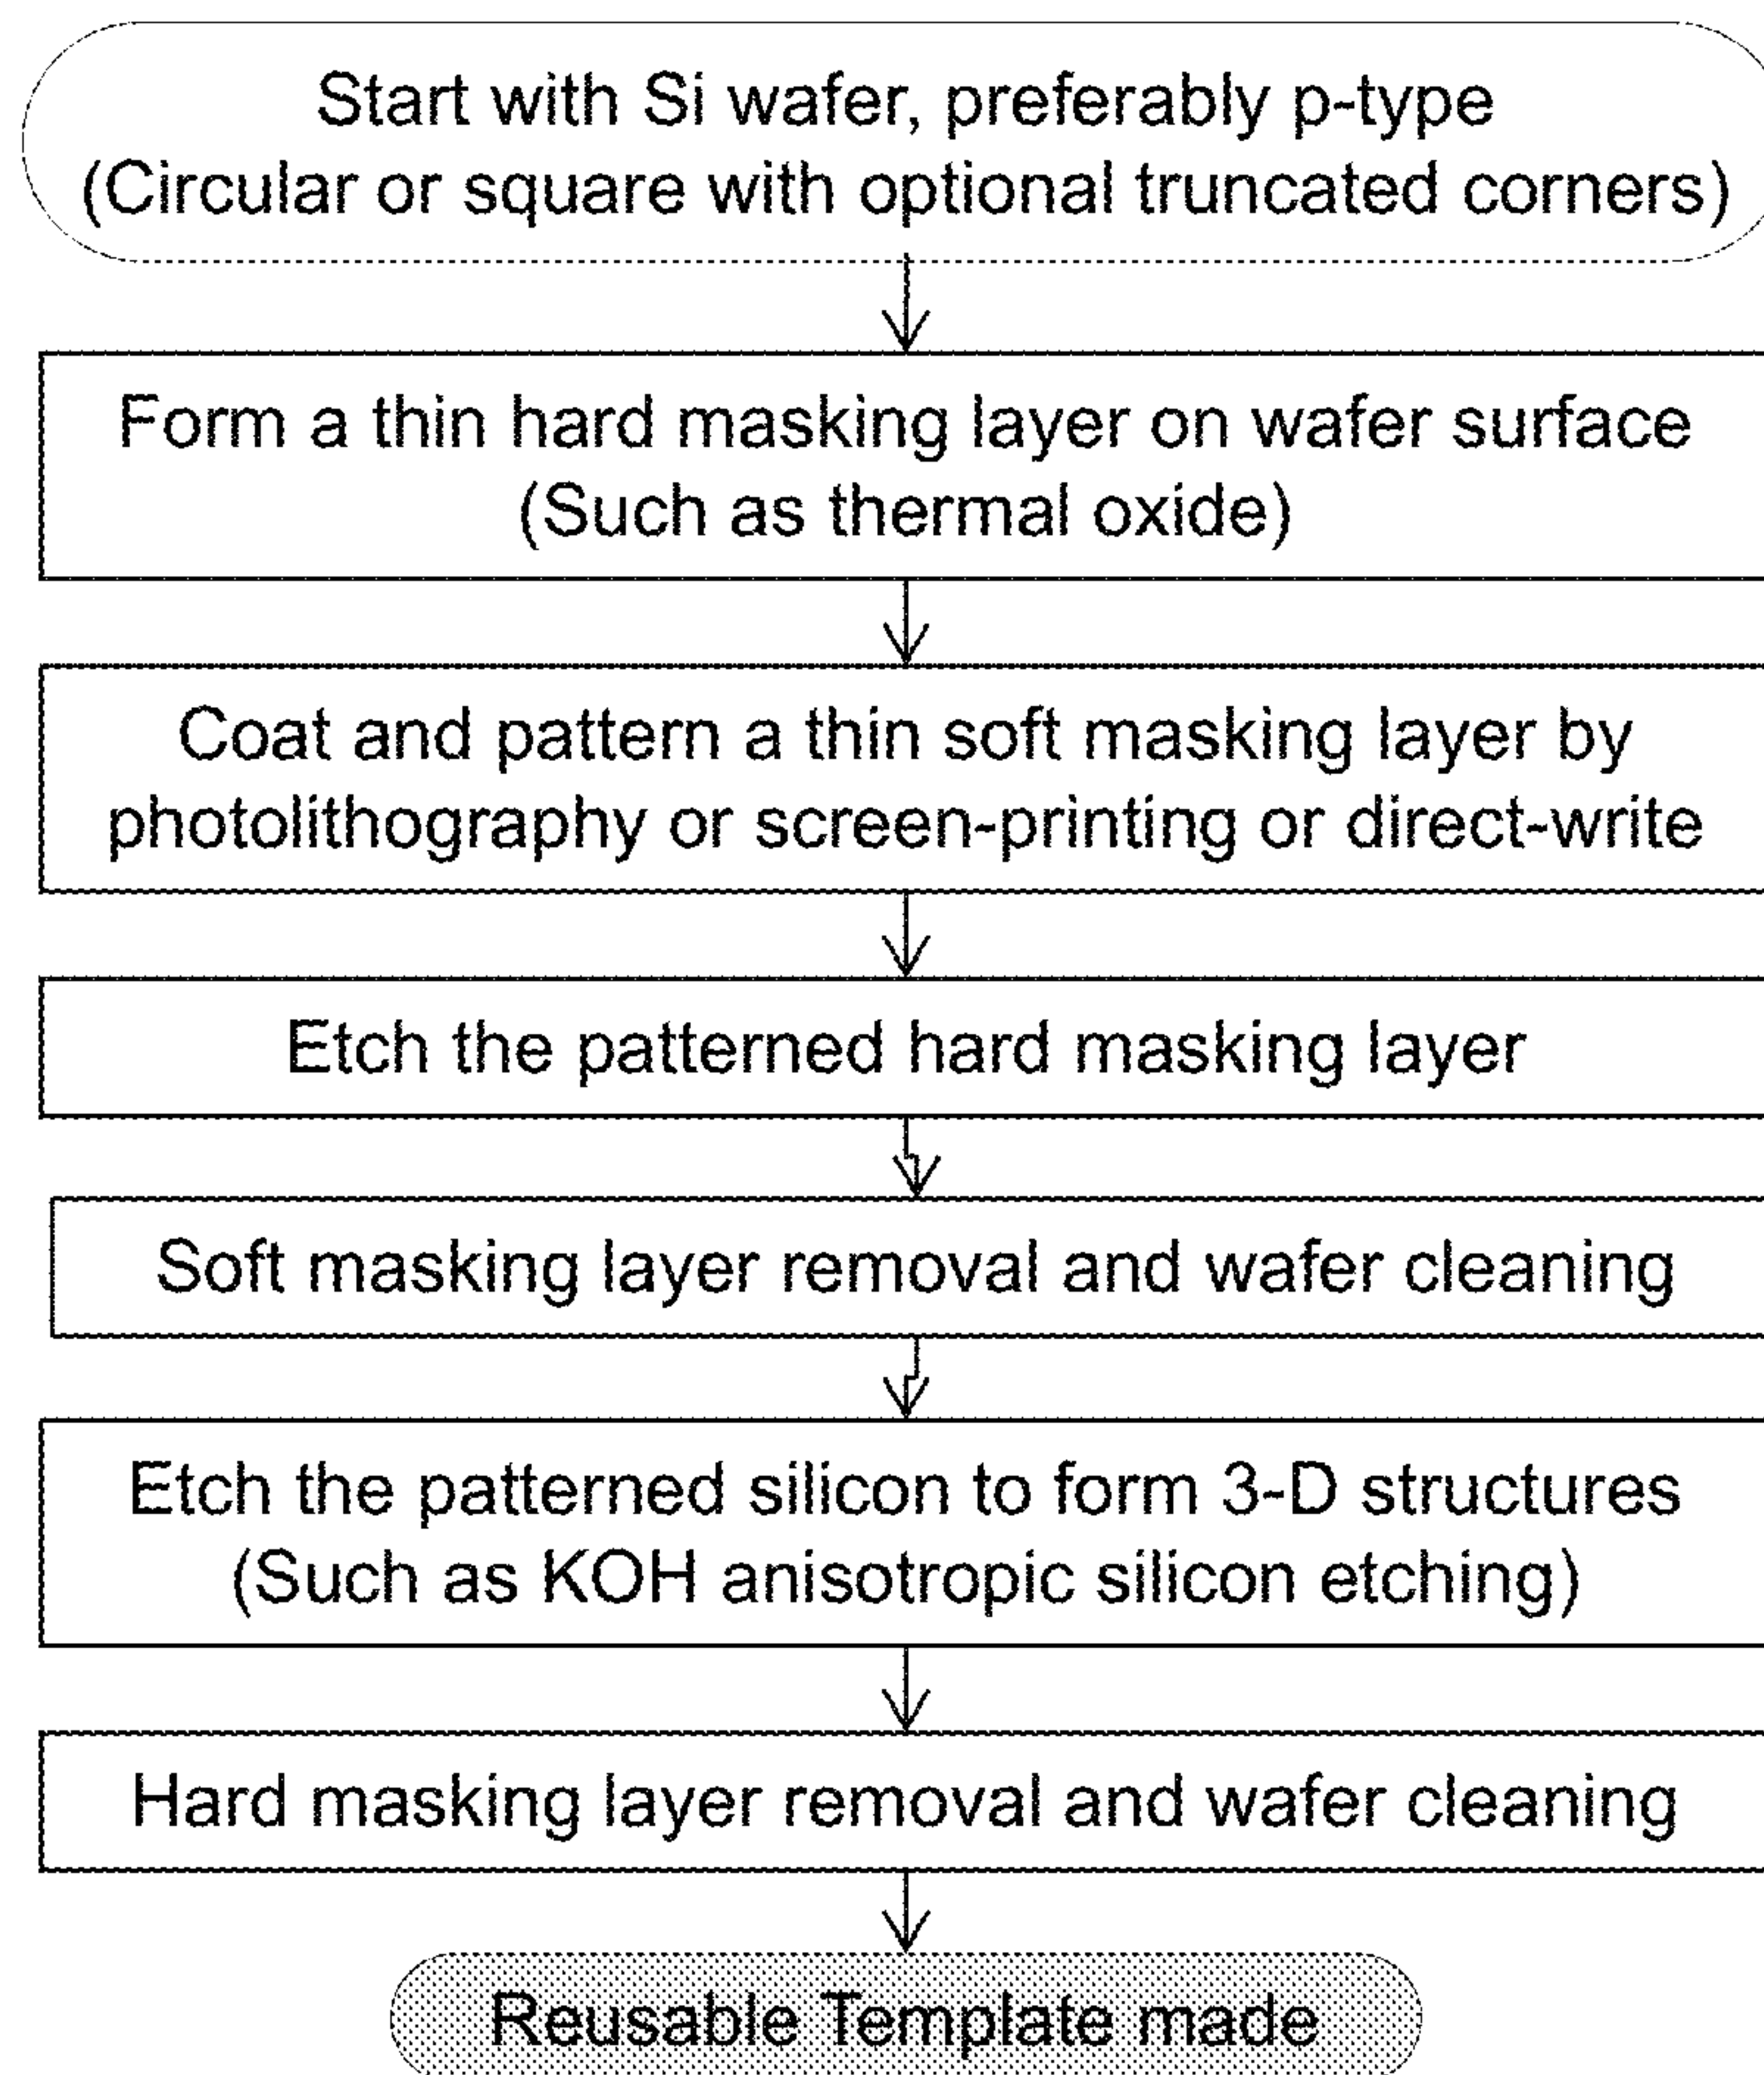 Start with Si wafer, preferably p-type
(Circular or square with optional truncated corners)
Form a thin hard masking layer on wafer surface
(Such as thermal oxide)
Coat and pattern a thin soft masking layer by
photolithography or screen-printing or direct-write
Etch the patterned hard masking layer
Soft masking layer removal and wafer cleaning
Etch the patterned silicon to form 3-D structures
(Such as KOH anisotropic silicon etching)
Hard masking layer removal and wafer cleaning
Reusable Template made